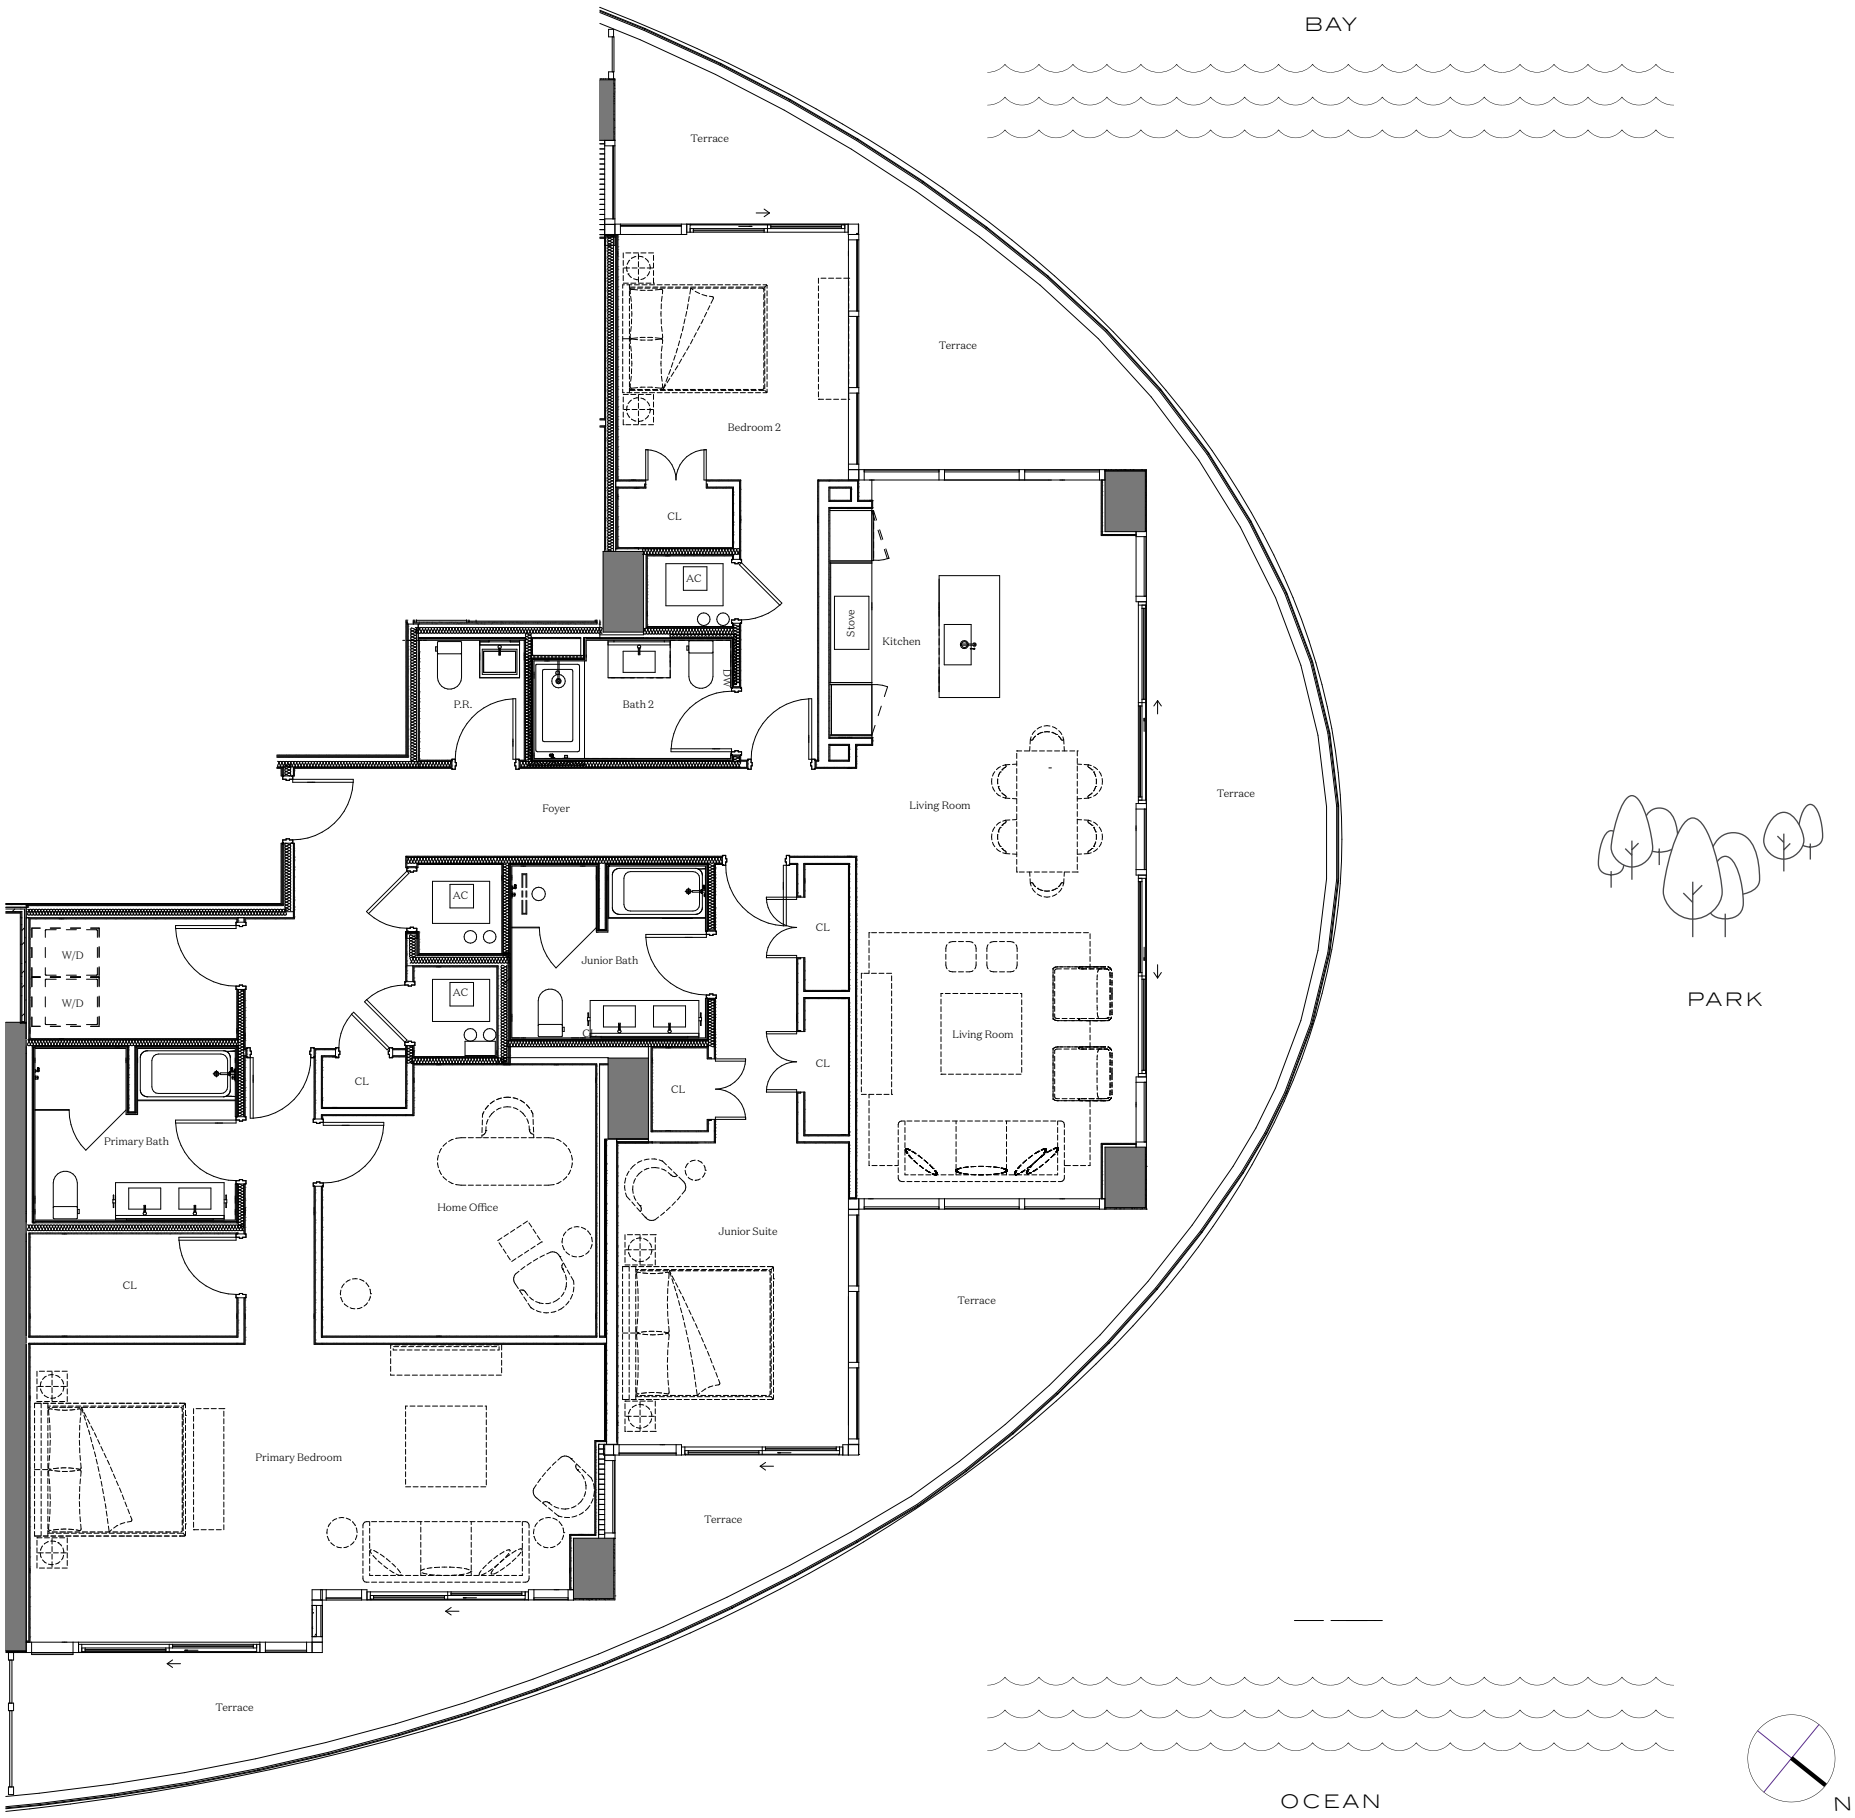 BAY
Terrace
Terrace
Bedroom 2
CL
AC
Stove
Kitchen
DW
P.R.
Bath 2
Terrace
Living Room
Foyer
AC
CL
W/D
Junior Bath
AC
W/D
PARK
Living Room
CL
CL
CL
Primary Bath
Home Office
Junior Suite
CL
Terrace
Primary Bedroom
Terrace
Terrace
OCEAN
N